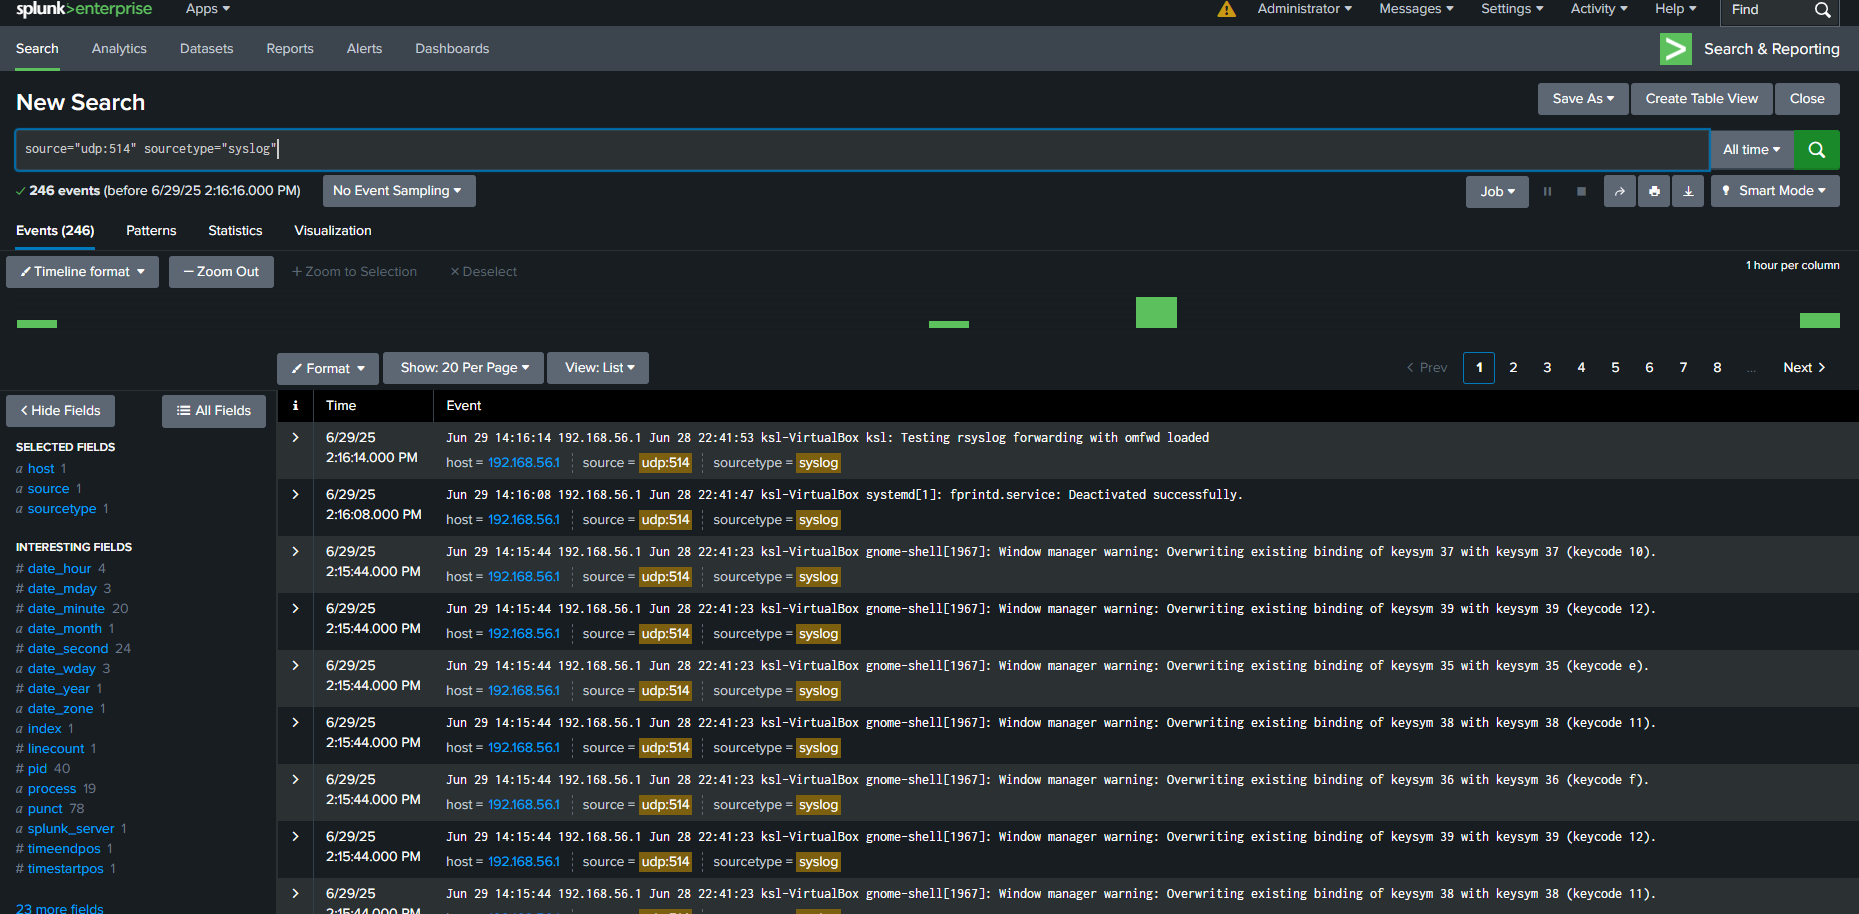 splunk>enterprise Apps Administrator Messages Settings Activity Help Find
Search Analytics Datasets Reports Alerts Dashboards Search & Reporting
New Search Save As Create Table View Close
source="udp:514" sourcetype="syslog" All time
246 events (before 6/29/25 2:16:16.000 PM) No Event Sampling Job Smart Mode
Events (246) Patterns Statistics Visualization
Timeline format — Zoom Out + Zoom to Selection × Deselect 1 hour per column
Format Show: 20 Per Page View: List < Prev 1 2 3 4 5 6 7 8 ... Next >
< Hide Fields All Fields
i Time Event
SELECTED FIELDS
a host 1
a source 1
a sourcetype 1
INTERESTING FIELDS
# date_hour 4
# date_mday 3
# date_minute 20
a date_month 1
# date_second 24
a date_wday 3
# date_year 1
a date_zone 1
a index 1
# linecount 1
# pid 40
a process 19
a punct 78
a splunk_server 1
# timeendpos 1
# timestartpos 1
23 more fields
6/29/25 Jun 29 14:16:14 192.168.56.1 Jun 28 22:41:53 ksl-VirtualBox ksl: Testing rsyslog forwarding with omfwd loaded
2:16:14.000 PM host = 192.168.56.1 source = udp:514 sourcetype = syslog
6/29/25 Jun 29 14:16:08 192.168.56.1 Jun 28 22:41:47 ksl-VirtualBox systemd[1]: fprintd.service: Deactivated successfully.
2:16:08.000 PM host = 192.168.56.1 source = udp:514 sourcetype = syslog
6/29/25 Jun 29 14:15:44 192.168.56.1 Jun 28 22:41:23 ksl-VirtualBox gnome-shell[1967]: Window manager warning: Overwriting existing binding of keysym 37 with keysym 37 (keycode 10).
2:15:44.000 PM host = 192.168.56.1 source = udp:514 sourcetype = syslog
6/29/25 Jun 29 14:15:44 192.168.56.1 Jun 28 22:41:23 ksl-VirtualBox gnome-shell[1967]: Window manager warning: Overwriting existing binding of keysym 39 with keysym 39 (keycode 12).
2:15:44.000 PM host = 192.168.56.1 source = udp:514 sourcetype = syslog
6/29/25 Jun 29 14:15:44 192.168.56.1 Jun 28 22:41:23 ksl-VirtualBox gnome-shell[1967]: Window manager warning: Overwriting existing binding of keysym 35 with keysym 35 (keycode e).
2:15:44.000 PM host = 192.168.56.1 source = udp:514 sourcetype = syslog
6/29/25 Jun 29 14:15:44 192.168.56.1 Jun 28 22:41:23 ksl-VirtualBox gnome-shell[1967]: Window manager warning: Overwriting existing binding of keysym 38 with keysym 38 (keycode 11).
2:15:44.000 PM host = 192.168.56.1 source = udp:514 sourcetype = syslog
6/29/25 Jun 29 14:15:44 192.168.56.1 Jun 28 22:41:23 ksl-VirtualBox gnome-shell[1967]: Window manager warning: Overwriting existing binding of keysym 36 with keysym 36 (keycode f).
2:15:44.000 PM host = 192.168.56.1 source = udp:514 sourcetype = syslog
6/29/25 Jun 29 14:15:44 192.168.56.1 Jun 28 22:41:23 ksl-VirtualBox gnome-shell[1967]: Window manager warning: Overwriting existing binding of keysym 39 with keysym 39 (keycode 12).
2:15:44.000 PM host = 192.168.56.1 source = udp:514 sourcetype = syslog
6/29/25 Jun 29 14:15:44 192.168.56.1 Jun 28 22:41:23 ksl-VirtualBox gnome-shell[1967]: Window manager warning: Overwriting existing binding of keysym 38 with keysym 38 (keycode 11).
2:15:44.000 PM host = 192.168.56.1 source = udp:514 sourcetype = syslog